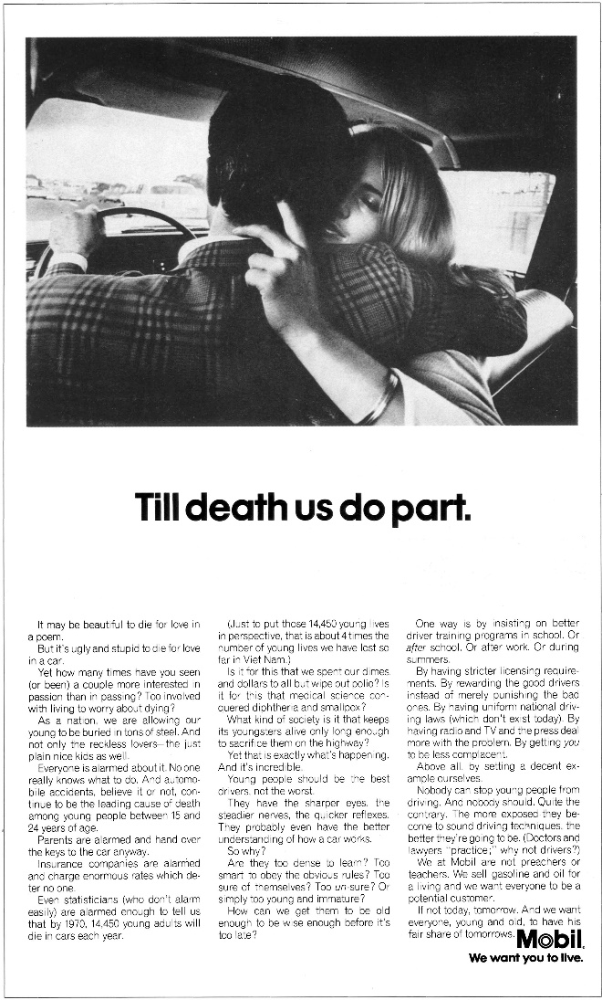 Till death us do part.
It may be beautiful to die for love in
a poem.
But it's ugly and stupid to die for love
in a car.
Yet how many times have you seen
(or been) a couple more interested in
passion than in passing? Too involved
with living to worry about dying?
As a nation, we are allowing our
young to be buried in tons of steel. And
not only the reckless lovers—the just
plain nice kids as well.
Everyone is alarmed about it. No one
really knows what to do. And automo-
bile accidents, believe it or not, con-
tinue to be the leading cause of death
among young people between 15 and
24 years of age.
Parents are alarmed and hand over
the keys to the car anyway.
Insurance companies are alarmed
and charge enormous rates which de-
ter no one.
Even statisticians (who don't alarm
easily) are alarmed enough to tell us
that by 1970, 14,450 young adults will
die in cars each year.
(Just to put those 14,450 young lives
in perspective, that is about 4 times the
number of young lives we have lost so
far in Viet Nam.)
Is it for this that we spent our dimes
and dollars to all but wipe out polio? Is
it for this that medical science con-
quered diphtheria and smallpox?
What kind of society is it that keeps
its youngsters alive only long enough
to sacrifice them on the highway?
Yet that is exactly what's happening.
And it's incredible.
Young people should be the best
drivers, not the worst.
They have the sharper eyes, the
steadier nerves, the quicker reflexes.
They probably even have the better
understanding of how a car works.
So why?
Are they too dense to learn? Too
smart to obey the obvious rules? Too
sure of themselves? Too un-sure? Or
simply too young and immature?
How can we get them to be old
enough to be wise enough before it's
too late?
One way is by insisting on better
driver training programs in school. Or
after school. Or after work. Or during
summers.
By having stricter licensing require-
ments. By rewarding the good drivers
instead of merely punishing the bad
ones. By having uniform national driv-
ing laws (which don't exist today). By
having radio and TV and the press deal
more with the problem. By getting you
to be less complacent.
Above all, by setting a decent ex-
ample ourselves.
Nobody can stop young people from
driving. And nobody should. Quite the
contrary. The more exposed they be-
come to sound driving techniques, the
better they're going to be. (Doctors and
lawyers "practice;" why not drivers?)
We at Mobil are not preachers or
teachers. We sell gasoline and oil for
a living and we want everyone to be a
potential customer.
If not today, tomorrow. And we want
everyone, young and old, to have his
fair share of tomorrows.
Mobil.
We want you to live.